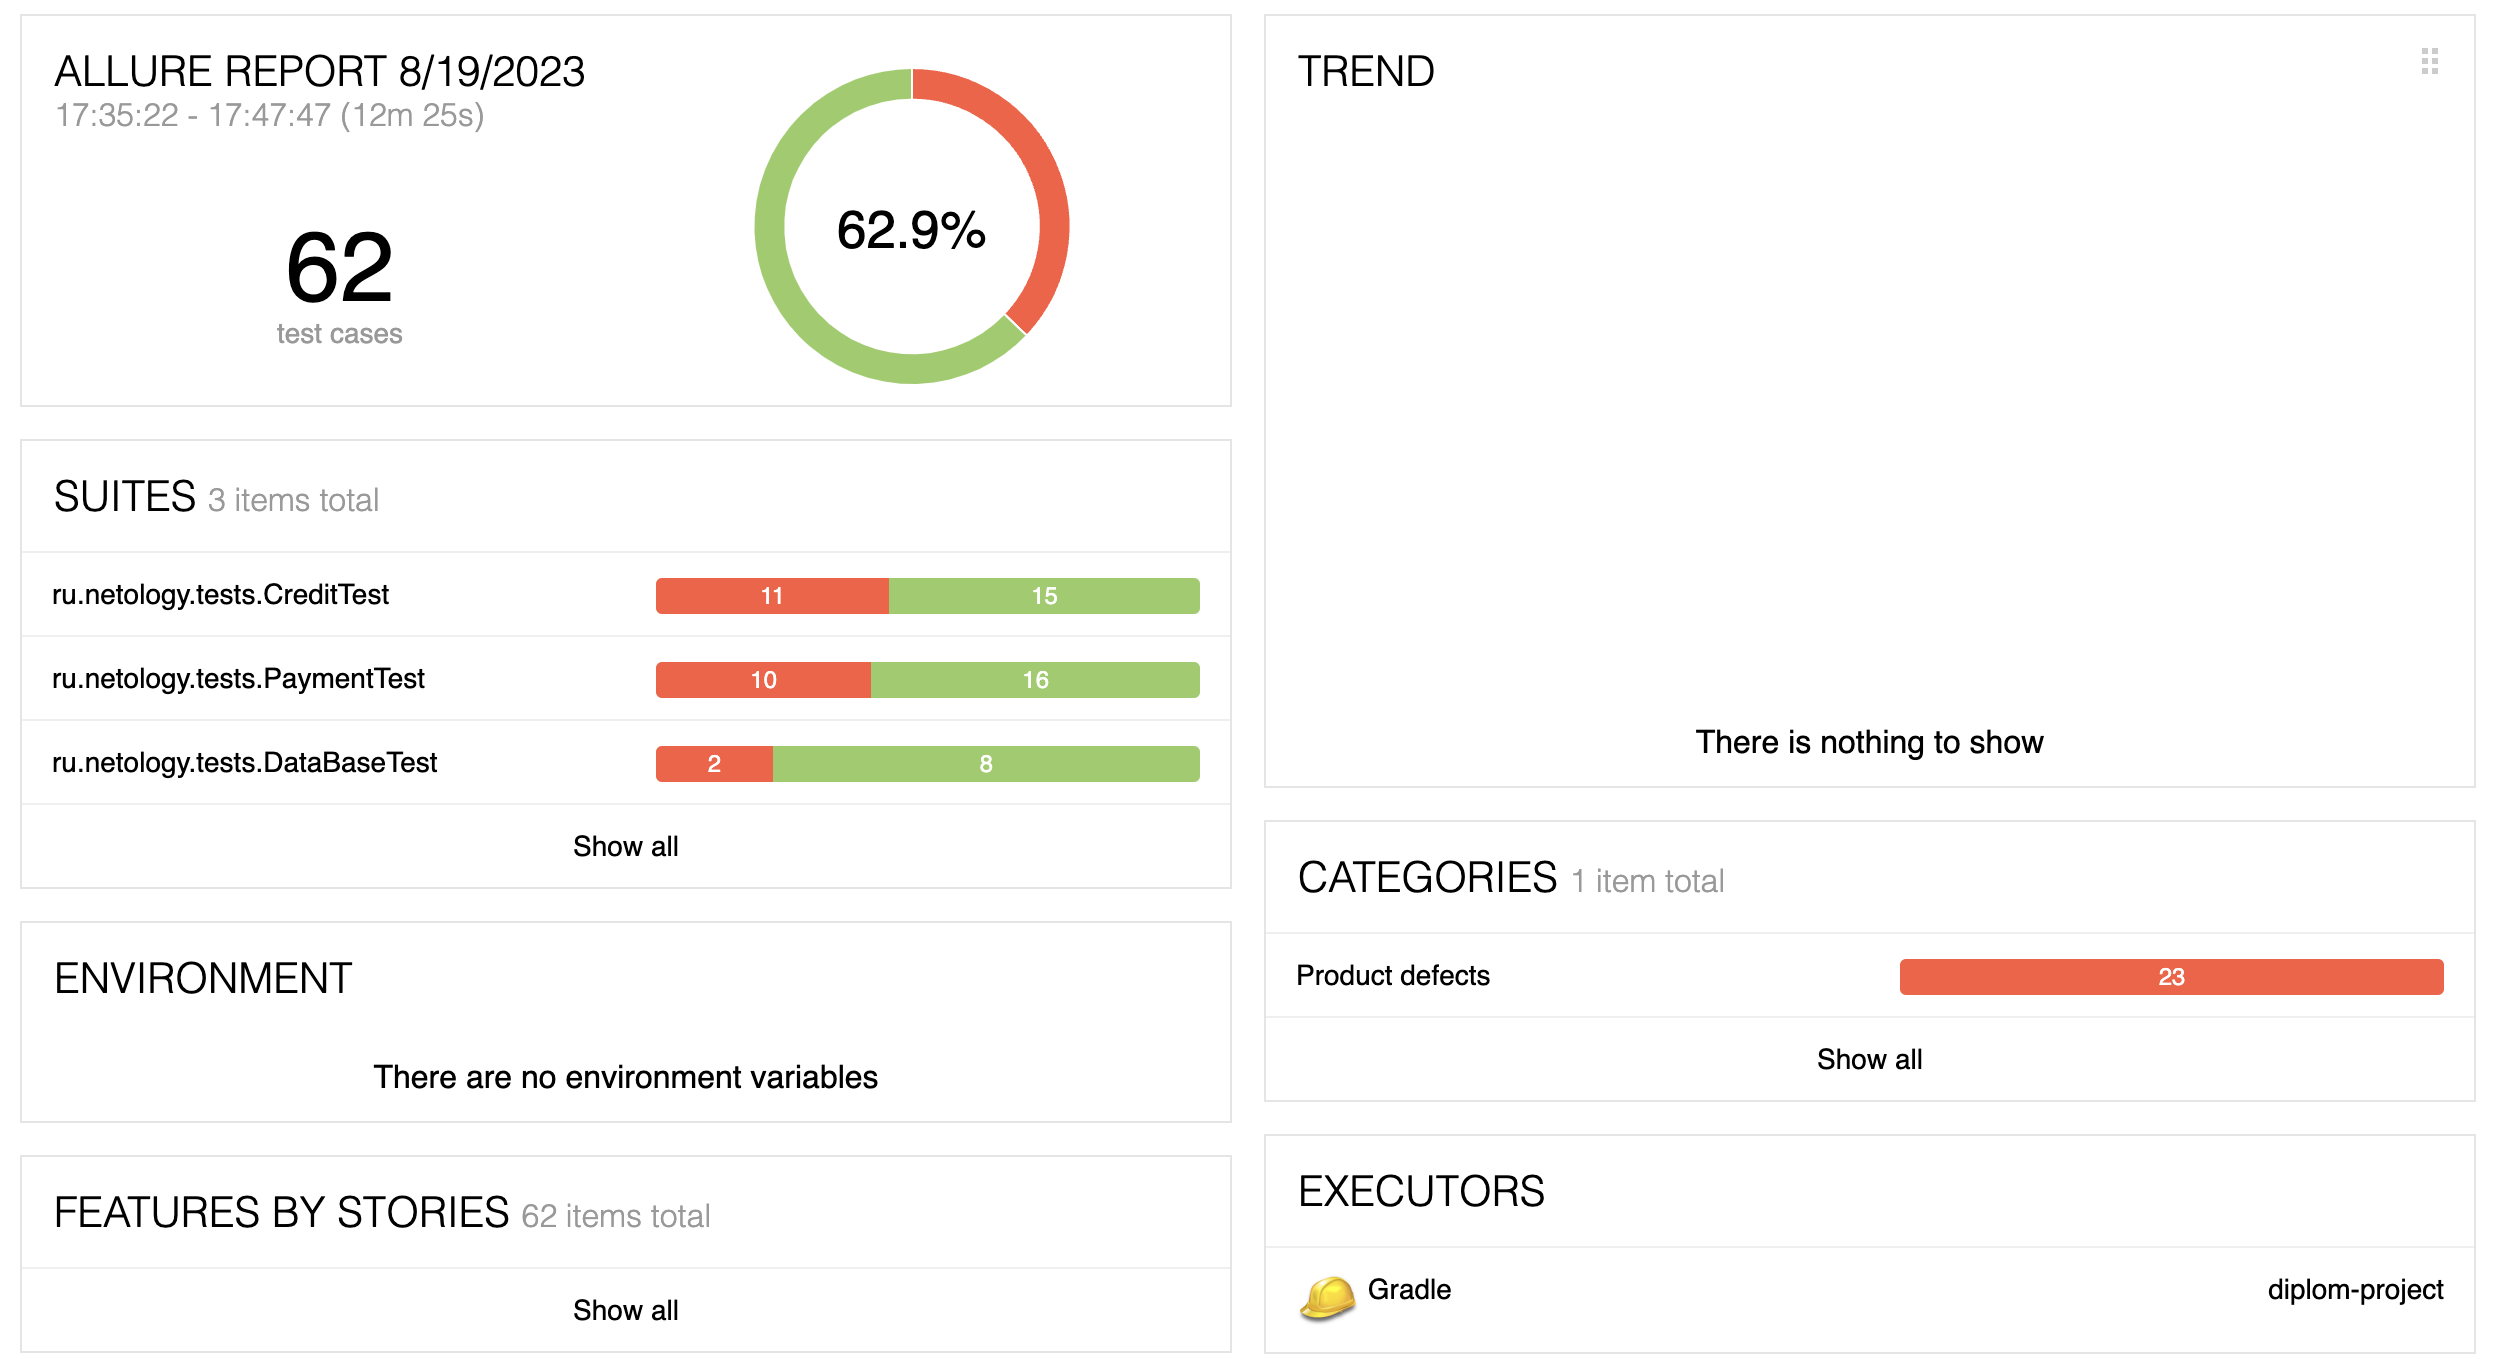 ALLURE REPORT 8/19/2023
17:35:22 - 17:47:47 (12m 25s)
62
test cases
62.9%
SUITES 3 items total
ru.netology.tests.CreditTest 11 15
ru.netology.tests.PaymentTest 10 16
ru.netology.tests.DataBaseTest 2 8
Show all
ENVIRONMENT
There are no environment variables
FEATURES BY STORIES 62 items total
Show all
TREND
There is nothing to show
CATEGORIES 1 item total
Product defects 23
Show all
EXECUTORS
Gradle diplom-project